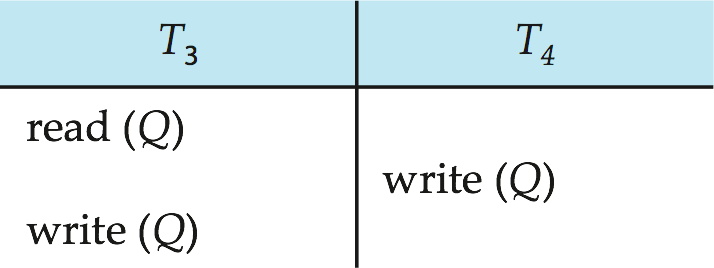 T₃ T₄
read (Q)
write (Q)
write (Q)